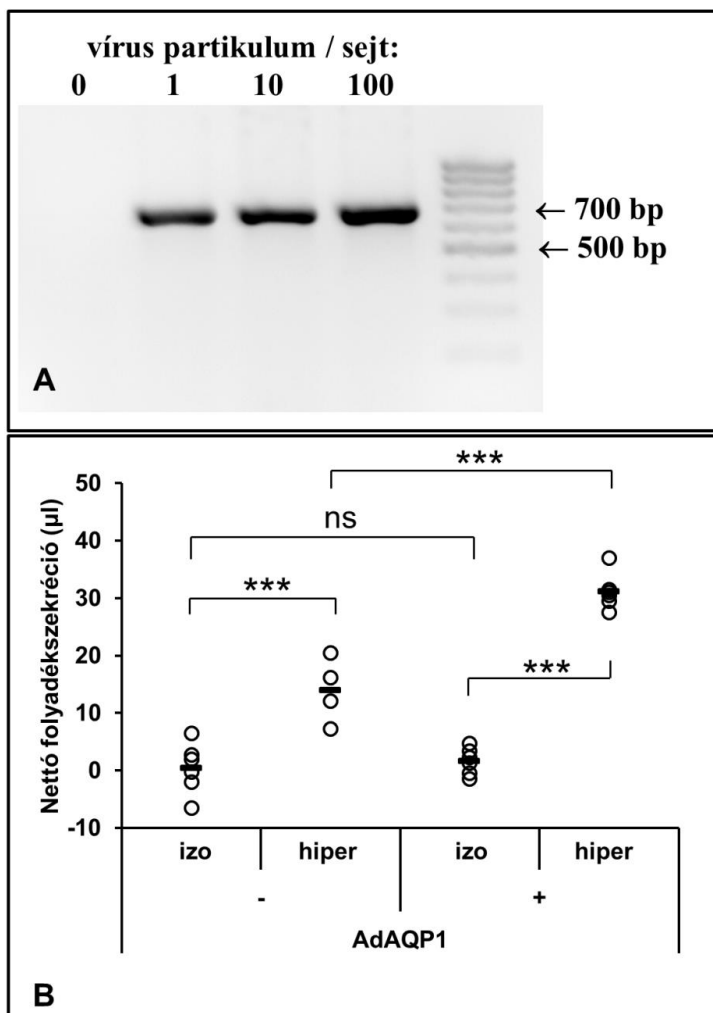 vírus partikulum / sejt:
0 1 10 100
← 700 bp
← 500 bp
A
Nettó folyadékszekréció (µl)
50
40
30
20
10
0
-10
***
ns
***
***
izo hiper izo hiper
- +
AdAQP1
B